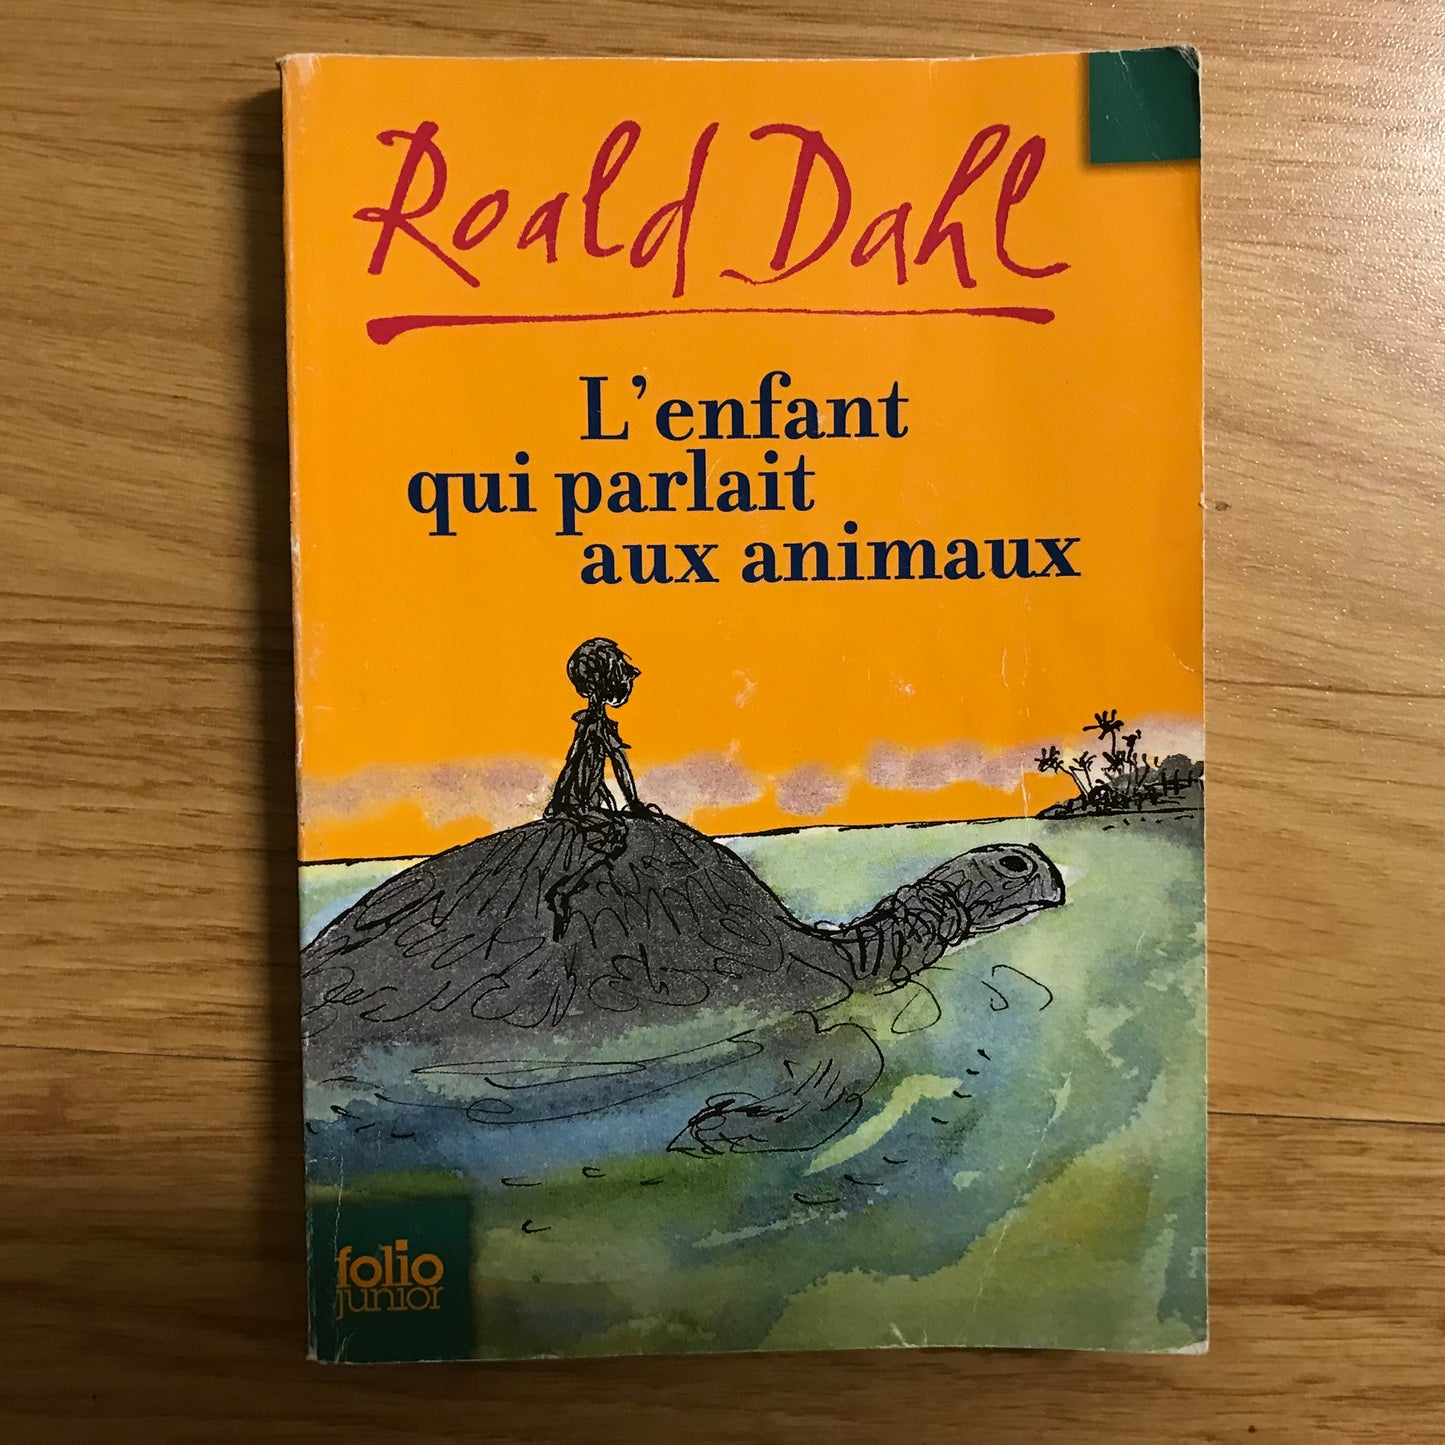 Roald Dahl
L'enfant
qui parlait
aux animaux
folio
junior